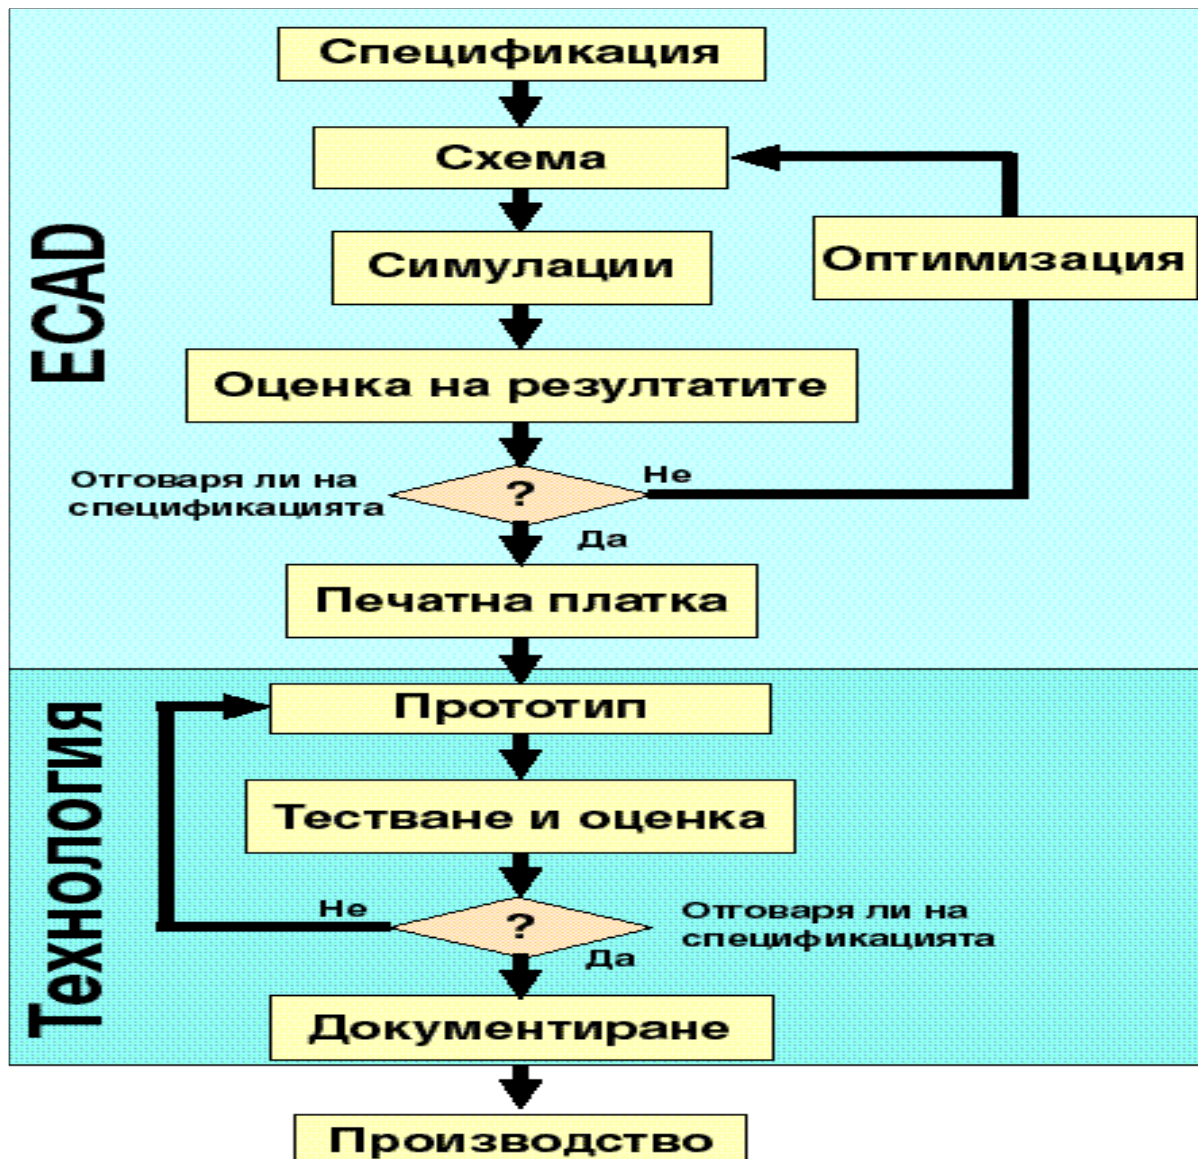 Спецификация
Схема
ECAD
Симулации
Оптимизация
Оценка на резултатите
Отговаря ли на
спецификацията
?
Не
Да
Печатна платка
Технология
Прототип
Тестване и оценка
Не
?
Отговаря ли на
спецификацията
Да
Документиране
Производство